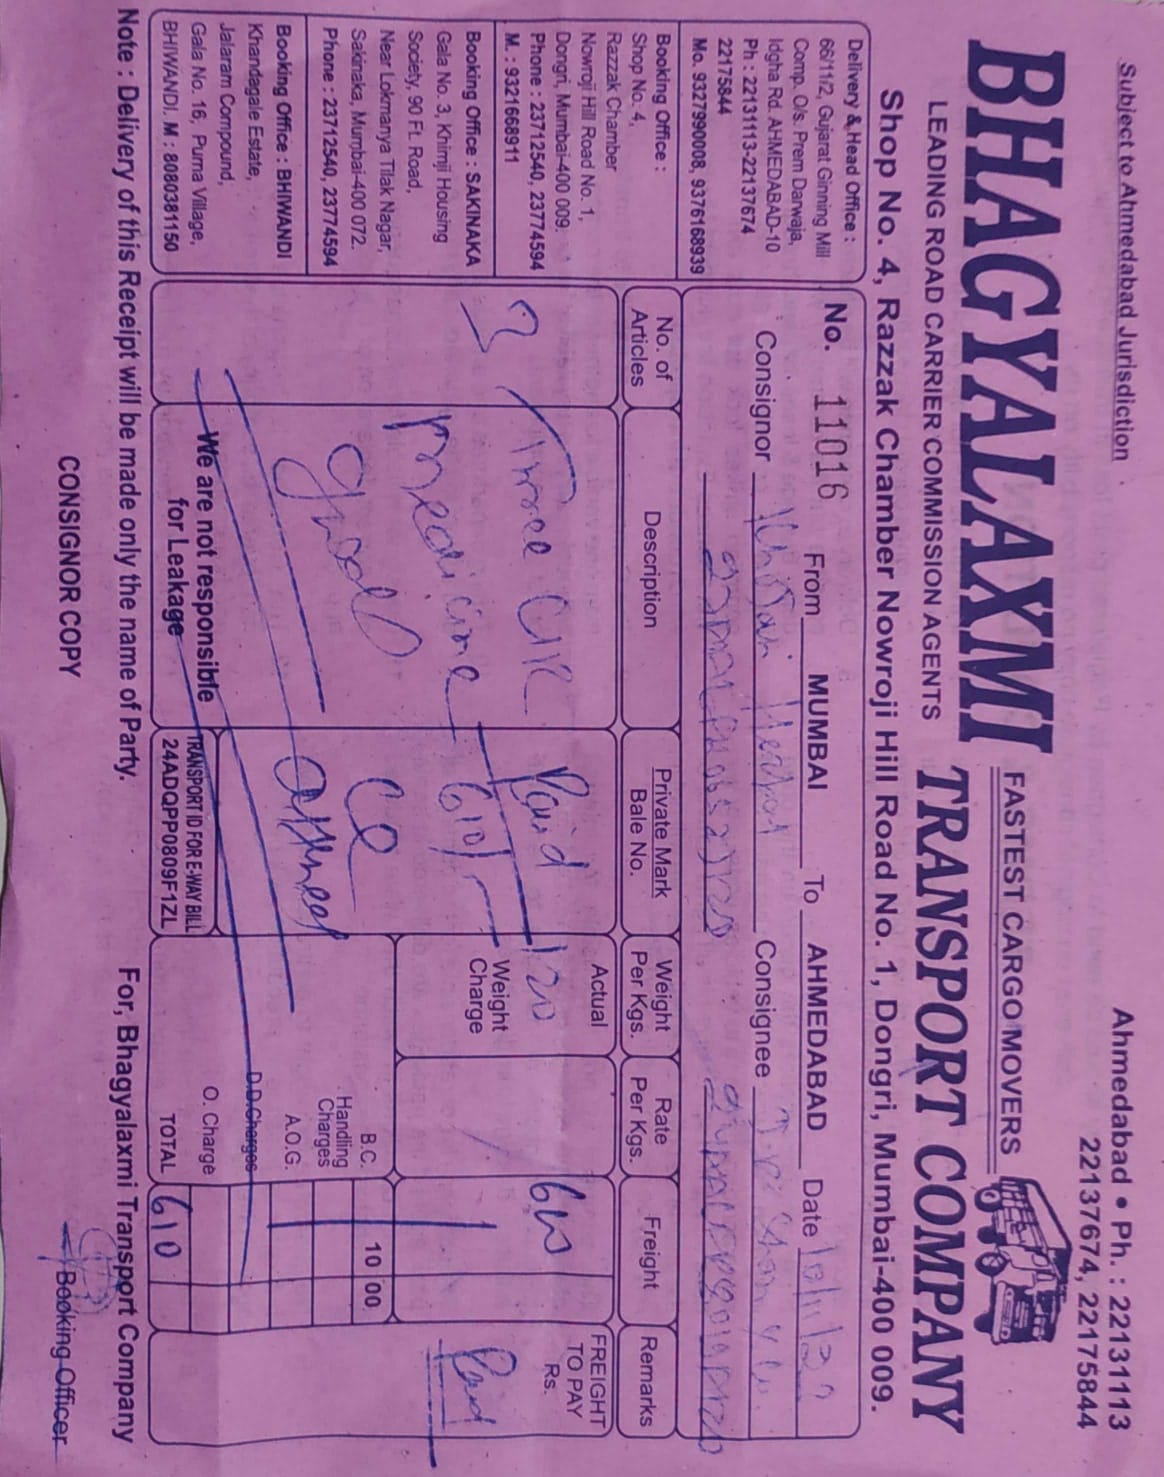 Subject to Ahmedabad Jurisdiction
Ahmedabad • Ph. : 22131113
22137674, 22175844
BHAGYALAXMI
FASTEST CARGO MOVERS
LEADING ROAD CARRIER COMMISSION AGENTS
TRANSPORT COMPANY
Shop No. 4, Razzak Chamber Nowroji Hill Road No. 1, Dongri, Mumbai-400 009.
Delivery & Head Office :
66/11/2, Gujarat Ginning Mill
Comp. O/s. Prem Darwaja,
Idgha Rd. AHMEDABAD-10
Ph : 22131113-22137674
22175844
Mo. 9327990008, 9376168939
Booking Office :
Shop No. 4,
Razzak Chamber
Nowroji Hill Road No. 1,
Dongri, Mumbai-400 009.
Phone : 23712540, 23774594
M. : 9321668911
Booking Office : SAKINAKA
Gala No. 3, Khimji Housing
Society, 90 Ft. Road,
Near Lokmanya Tilak Nagar,
Sakinaka, Mumbai-400 072.
Phone : 23712540, 23774594
Booking Office : BHIWANDI
Khandagale Estate,
Jalaram Compound,
Gala No. 16, Purna Village,
BHIWANDI. M : 8080381150
No. 11016 From MUMBAI To AHMEDABAD Date 10/11/22
Consignor Consignee
No. of Articles
Description
Private Mark
Bale No.
Weight Per Kgs.
Rate Per Kgs.
Freight
Remarks
3 Three
medicine
goods
Paid
610/-
Actual
120
Weight Charge
600
FREIGHT TO PAY Rs.
Paid
B.C. 10 00
Handling Charges
A.O.G.
D.D.Charges
O. Charge
TOTAL 610
We are not responsible
for Leakage
TRANSPORT ID FOR E-WAY BILL
24ADQPP0809F1ZL
Note : Delivery of this Receipt will be made only the name of Party.
For, Bhagyalaxmi Transport Company
CONSIGNOR COPY
Booking Officer